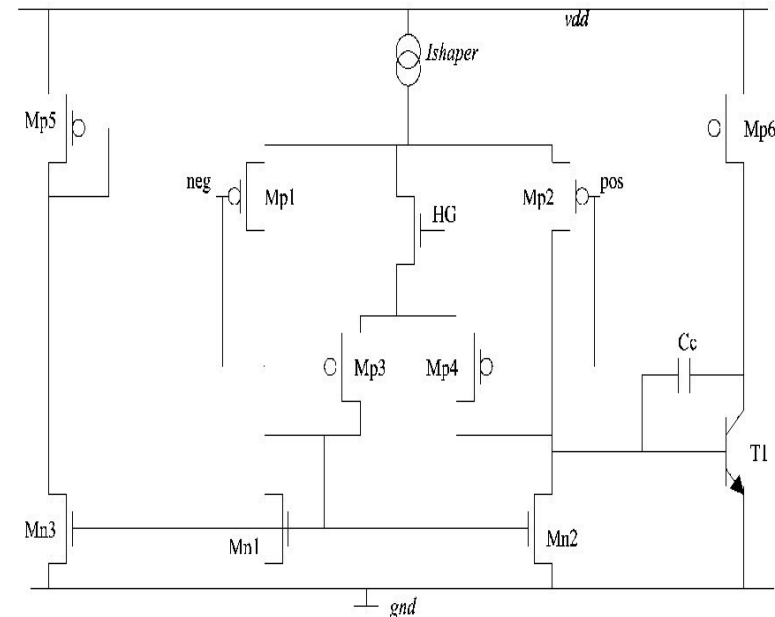 vdd
Ishaper
Mp5
Mp6
neg
Mp1
HG
Mp2
pos
Mp3
Mp4
Cc
T1
Mn3
Mn1
Mn2
gnd